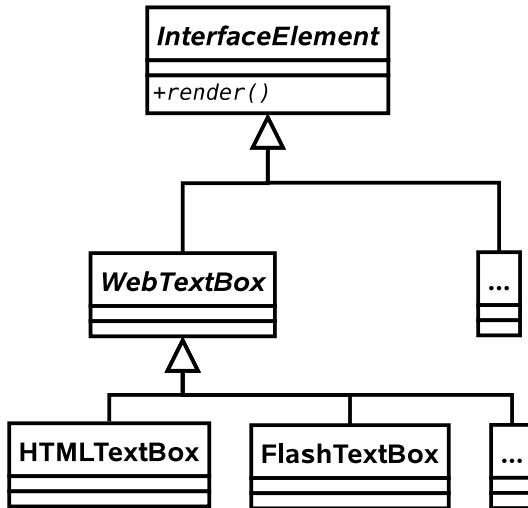 InterfaceElement
+render()
WebTextBox
...
HTMLTextBox
FlashTextBox
...